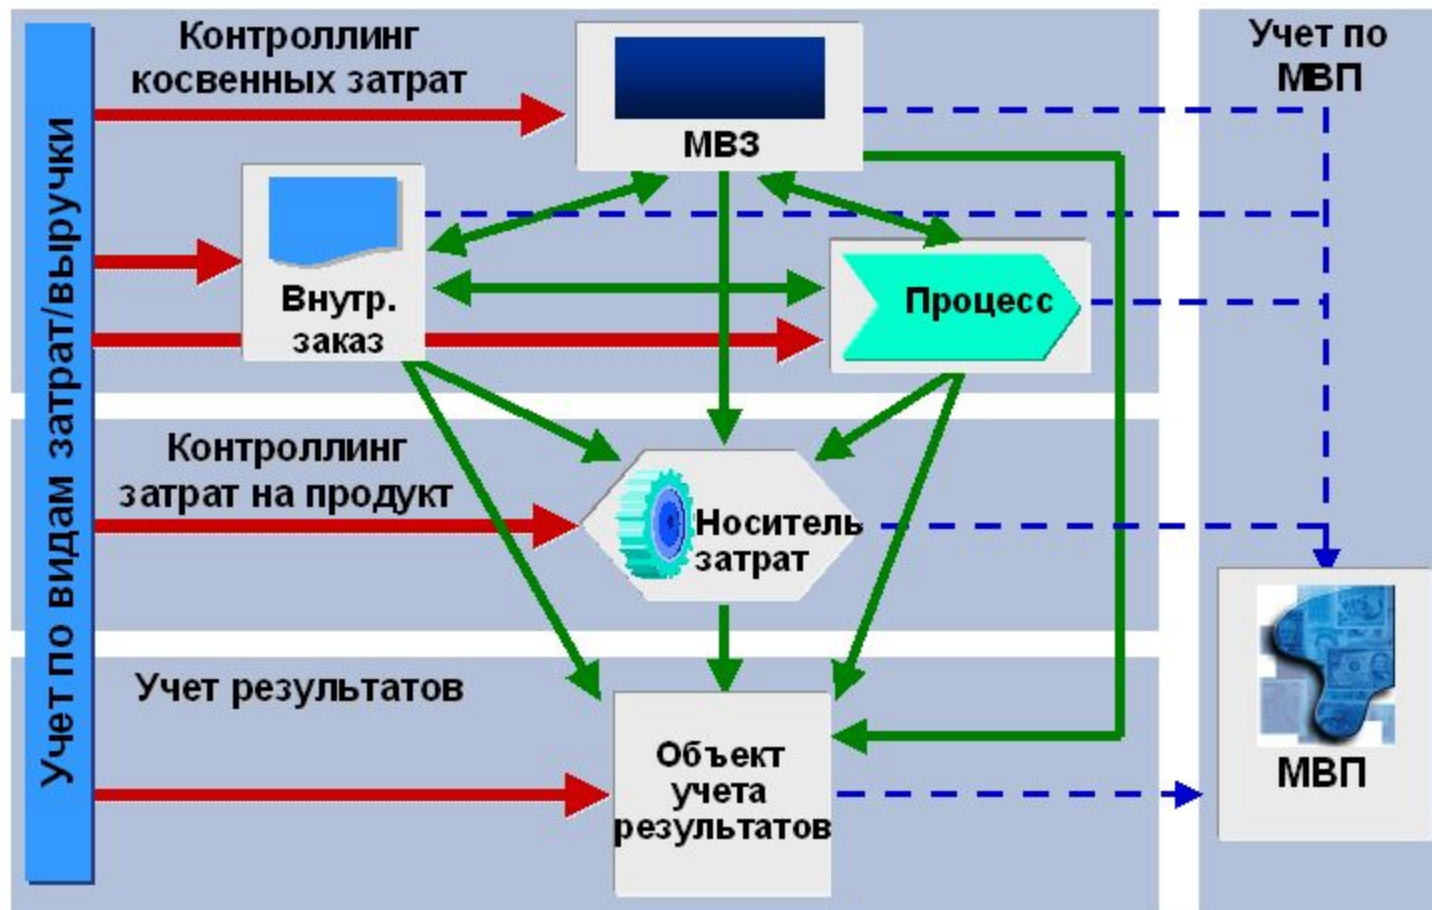 Учет по видам затрат/выручки
Контроллинг
косвенных затрат
МВЗ
Учет по
МВП
Внутр.
заказ
Процесс
Контроллинг
затрат на продукт
Носитель
затрат
Учет результатов
Объект
учета
результатов
МВП